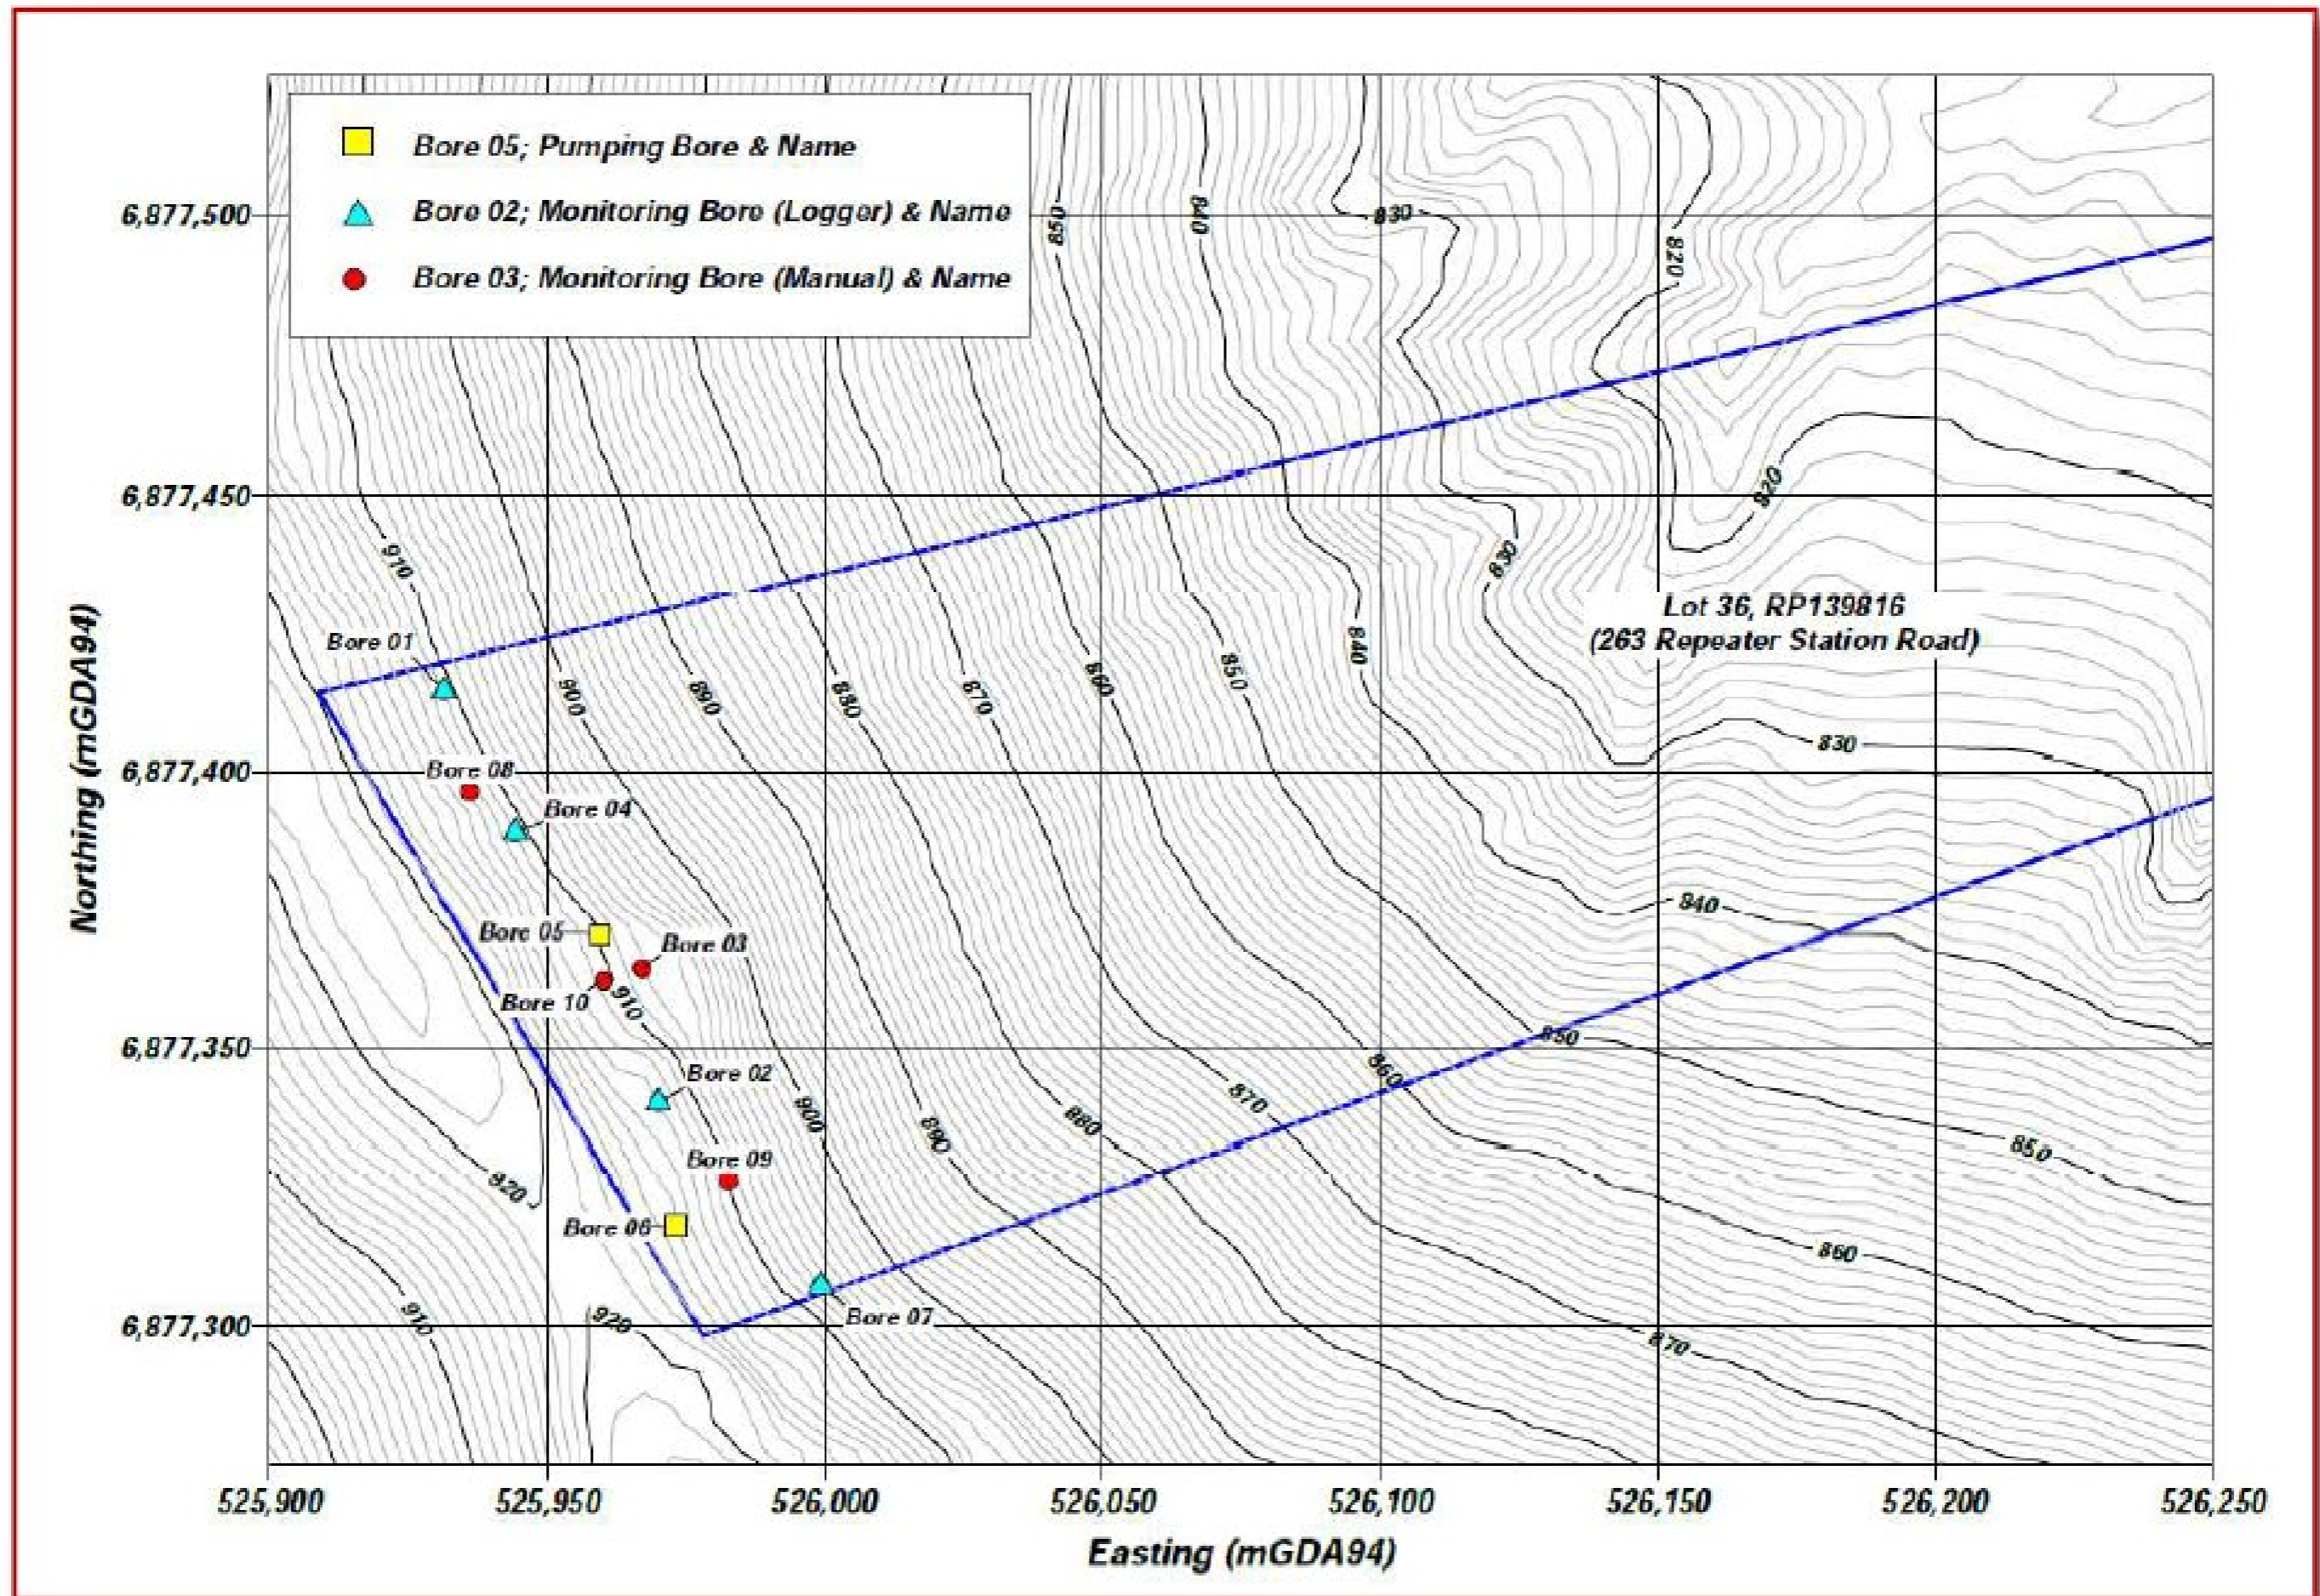 Bore 05; Pumping Bore & Name
Bore 02; Monitoring Bore (Logger) & Name
Bore 03; Monitoring Bore (Manual) & Name
850
840
830
820
6,877,500
6,877,450
6,877,400
6,877,350
6,877,300
Northing (mGDA94)
820
910
830
Lot 36, RP139816
(263 Repeater Station Road)
Bore 01
900
890
880
870
860
850
840
830
Bore 08
Bore 04
840
Bore 05
Bore 03
Bore 10
910
850
Bore 02
860
870
900
890
880
850
Bore 09
920
Bore 06
860
Bore 07
910
920
870
525,900
525,950
526,000
526,050
526,100
526,150
526,200
526,250
Easting (mGDA94)